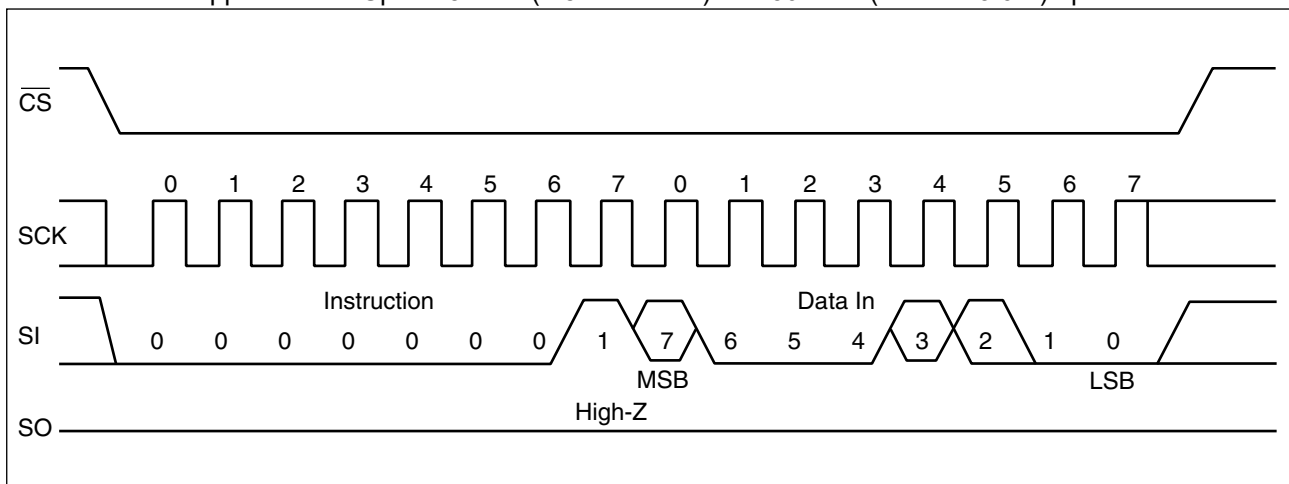 CS
0 1 2 3 4 5 6 7 0 1 2 3 4 5 6 7
SCK
Instruction Data In
SI 0 0 0 0 0 0 0 1 7 6 5 4 3 2 1 0
MSB LSB
High-Z
SO